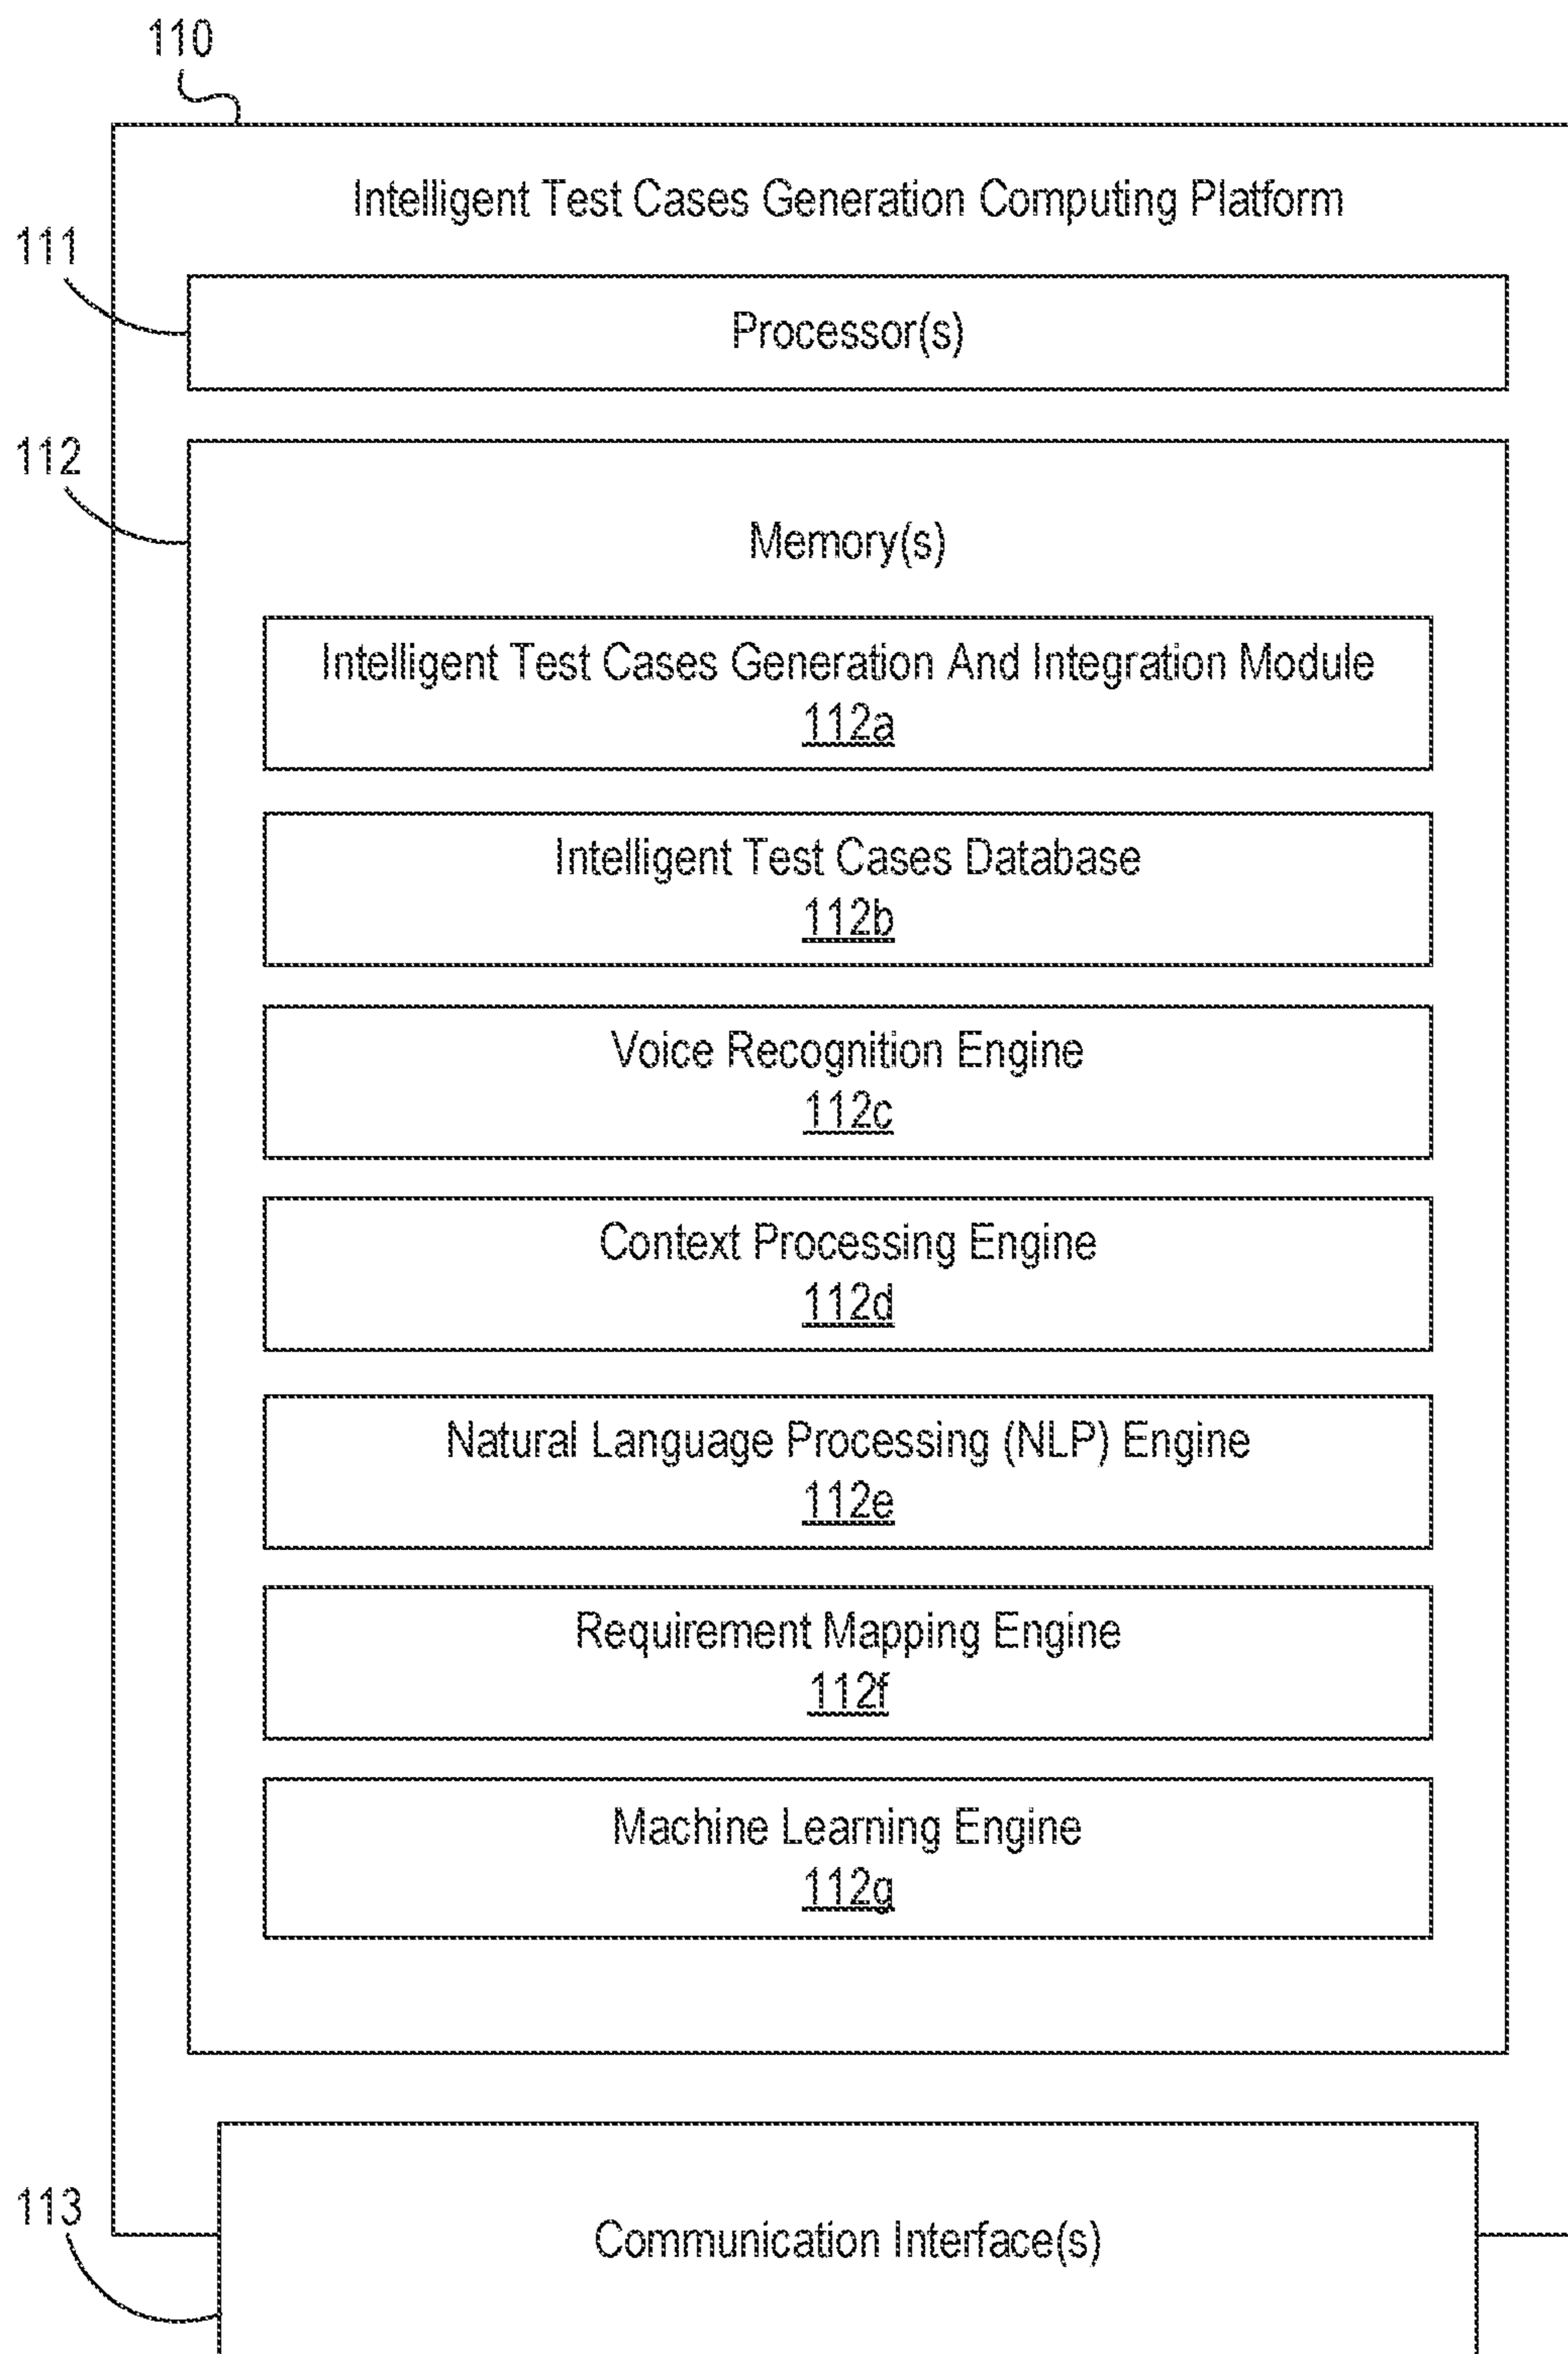 110
Intelligent Test Cases Generation Computing Platform
111
Processor(s)
112
Memory(s)
Intelligent Test Cases Generation And Integration Module
112a
Intelligent Test Cases Database
112b
Voice Recognition Engine
112c
Context Processing Engine
112d
Natural Language Processing (NLP) Engine
112e
Requirement Mapping Engine
112f
Machine Learning Engine
112g
113
Communication Interface(s)